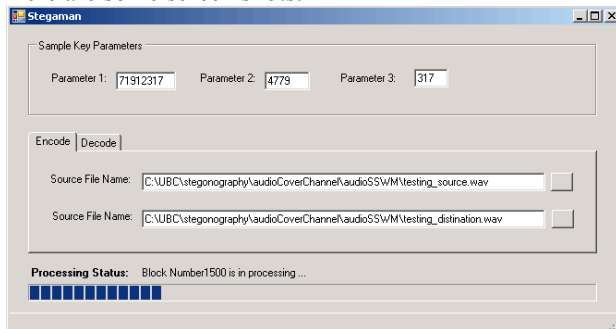 Stegaman
Sample Key Parameters
Parameter 1: 71912317 Parameter 2: 4779 Parameter 3: 317
Encode Decode
Source File Name: C:\UBC\stegonography\audioCoverChannel\audioSSWM\testing_source.wav
Source File Name: C:\UBC\stegonography\audioCoverChannel\audioSSWM\testing_distination.wav
Processing Status: Block Number1500 is in processing ...